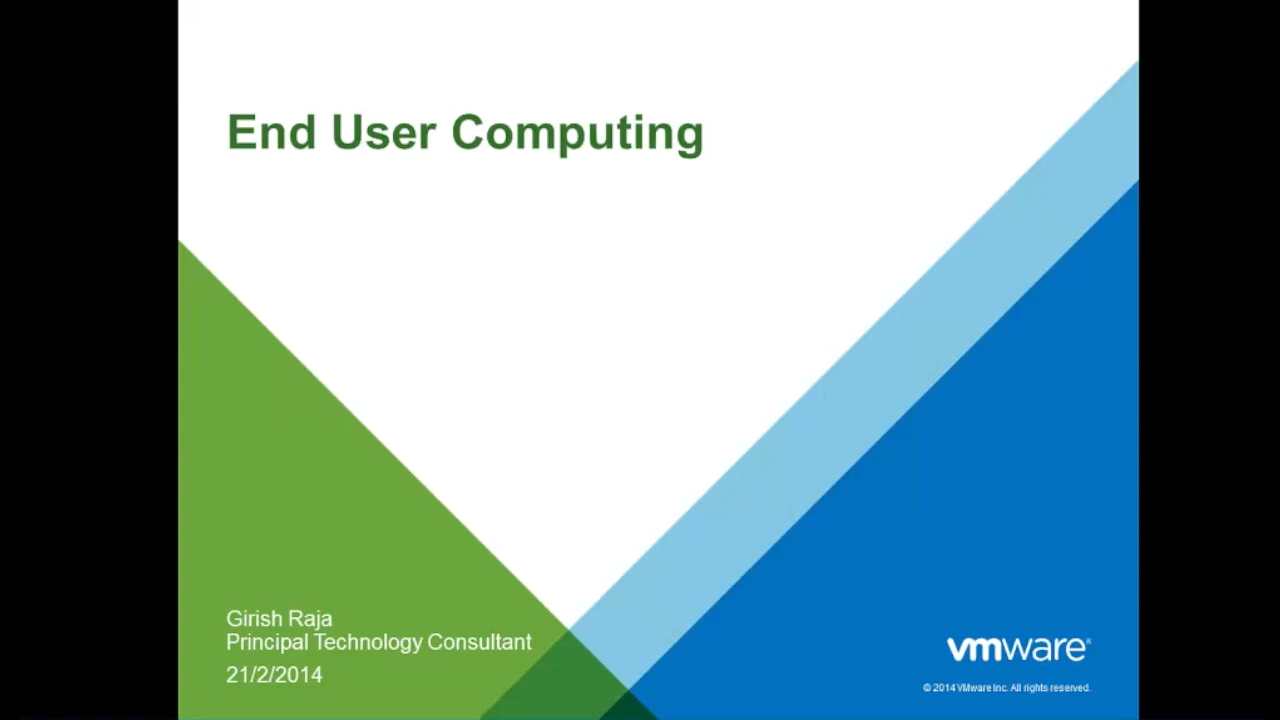 End User Computing
Girish Raja
Principal Technology Consultant
21/2/2014
vmware®
© 2014 VMware Inc. All rights reserved.